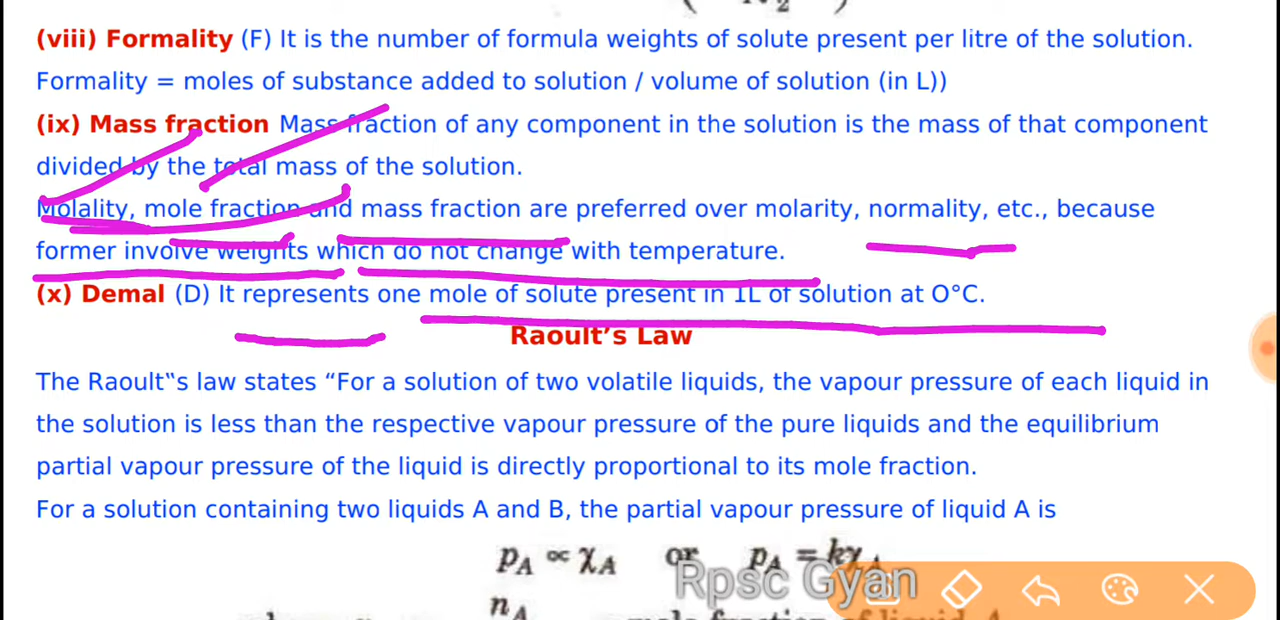 (viii) Formality (F) It is the number of formula weights of solute present per litre of the solution.
Formality = moles of substance added to solution / volume of solution (in L))
(ix) Mass fraction Mass fraction of any component in the solution is the mass of that component
divided by the total mass of the solution.
Molality, mole fraction and mass fraction are preferred over molarity, normality, etc., because
former involve weights which do not change with temperature.
(x) Demal (D) It represents one mole of solute present in 1L of solution at O°C.
Raoult’s Law
The Raoult‟s law states “For a solution of two volatile liquids, the vapour pressure of each liquid in
the solution is less than the respective vapour pressure of the pure liquids and the equilibrium
partial vapour pressure of the liquid is directly proportional to its mole fraction.
For a solution containing two liquids A and B, the partial vapour pressure of liquid A is
pA ∝ χA or pA = kχA
Rpsc Gyan
nA